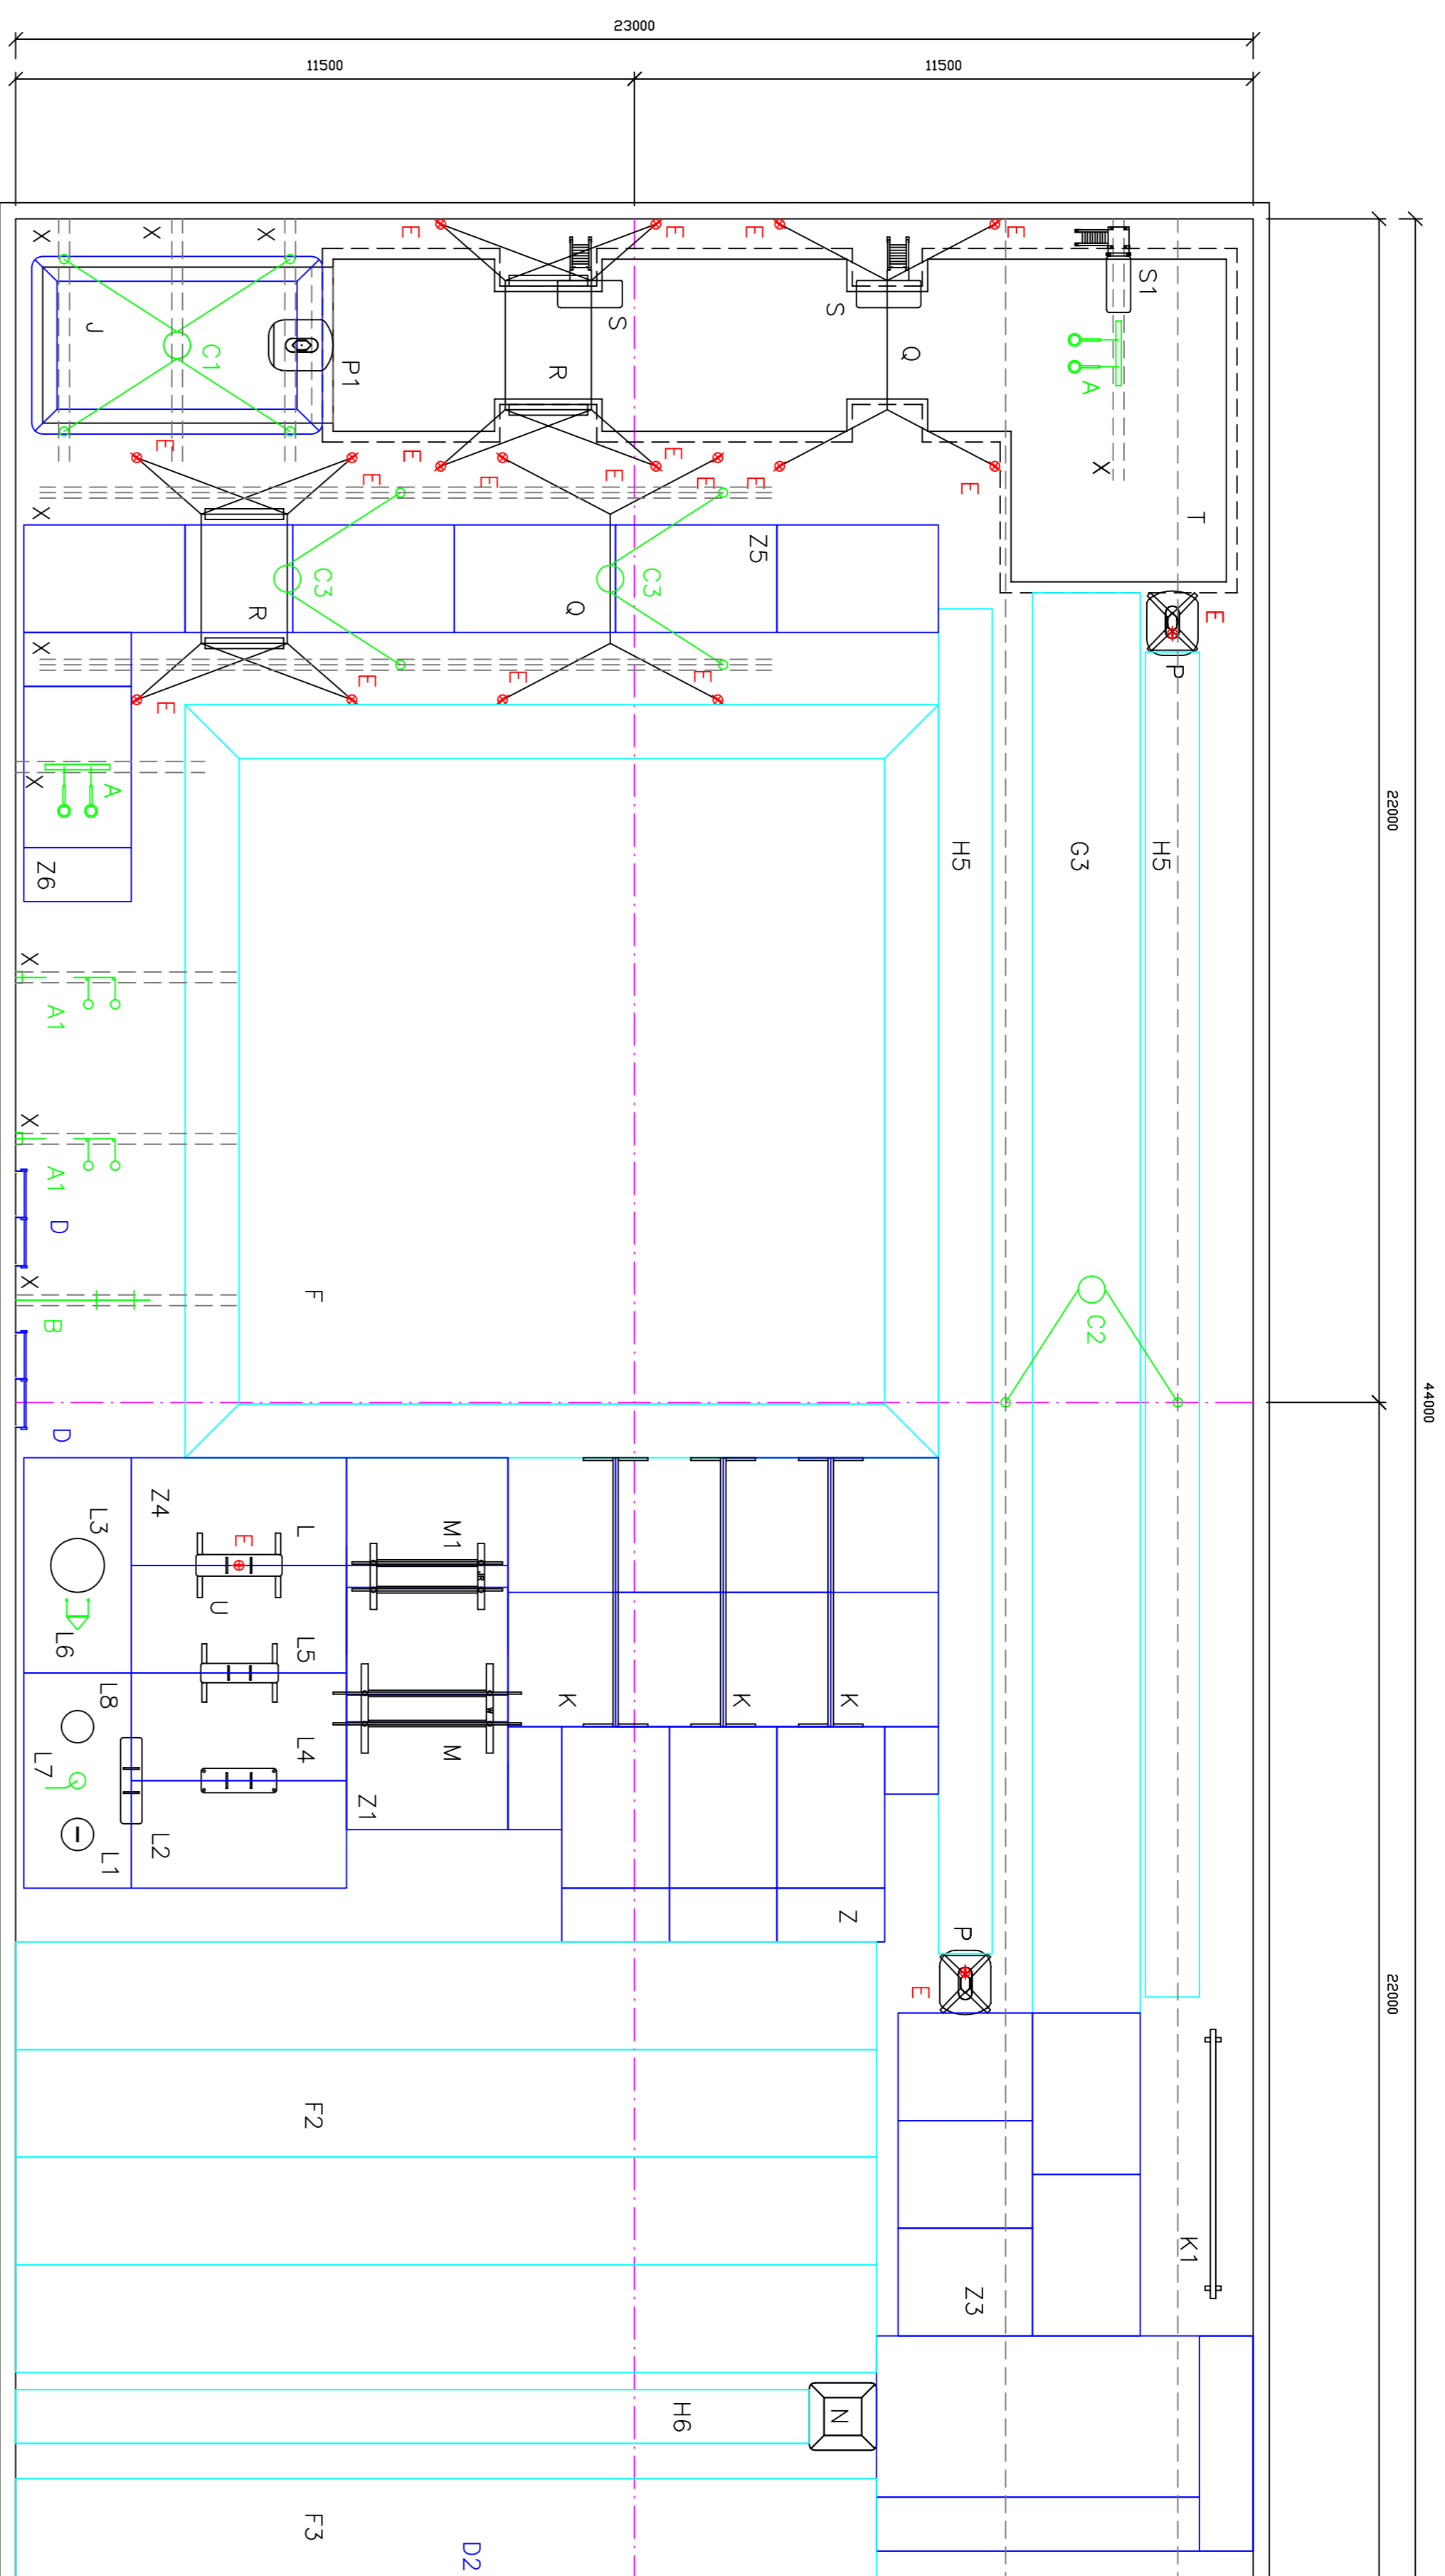 23000
11500
11500
E
E
E
E
E
X
X
X
S1
S
S
J
C1
P1
R
Q
A
E
E
E
E
X
E
E
E
E
E
E
X
T
Z5
C3
C3
R
Q
E
P
X
E
E
E
E
X
A
22000
Z6
H5
G3
H5
X
A1
X
A1
D
X
F
B
C2
44000
D
L3
Z4
L
E
M1
U
L6
L5
L8
K
K
K
L7
L4
M
Z1
L2
L1
Z
P
E
22000
F2
K1
Z3
H6
N
F3
D2